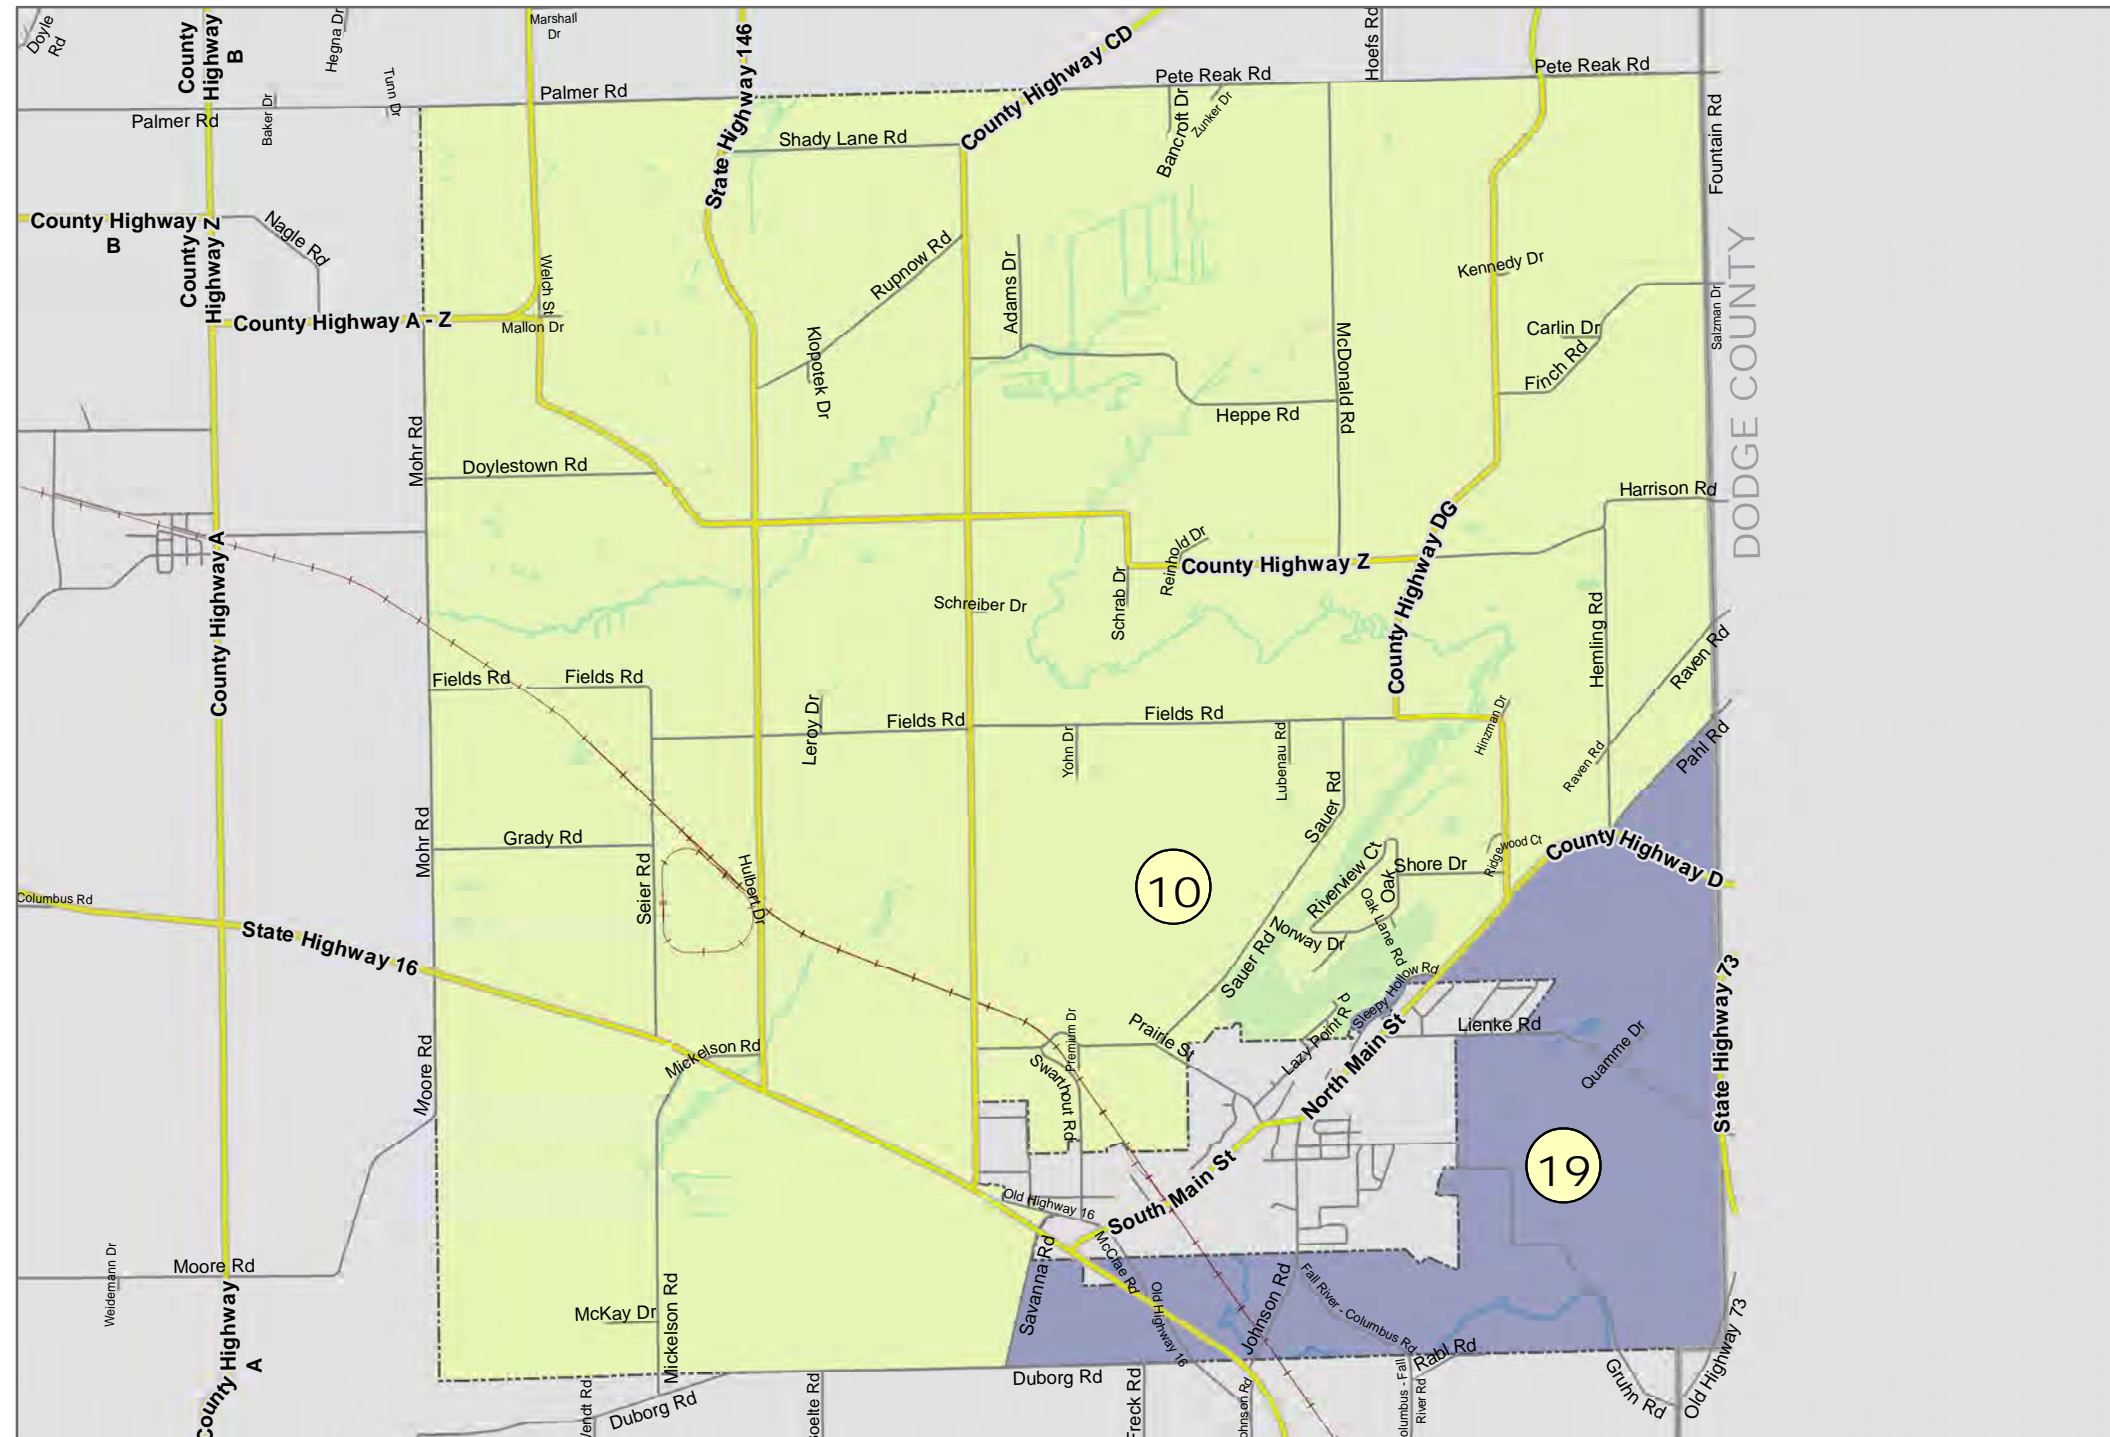 Doyle
Rd
County
Highway
B
Hegna Dr
Marshall
Dr
State Highway 146
County Highway CD
Hoefs Rd
Pete Reak Rd
Pete Reak Rd
Palmer Rd
Palmer Rd
Baker Dr
Tunn Dr
Shady Lane Rd
Bancroft Dr
Zunker Dr
Fountain Rd
County Highway
B
County
Highway Z
Nagle Rd
Welch St
Rupnow Rd
Adams Dr
Kennedy Dr
DODGE COUNTY
County Highway A - Z
Mallon Dr
Klopotek Dr
McDonald Rd
Carlin Dr
Finch Rd
Salzman Dr
Heppe Rd
Mohr Rd
Doylestown Rd
Harrison Rd
County Highway DG
County Highway A
Reinhold Dr
County Highway Z
Schrab Dr
Schreiber Dr
Hemling Rd
Raven Rd
Fields Rd
Fields Rd
Leroy Dr
Fields Rd
Fields Rd
Yohn Dr
Lubenau Rd
Hinzman Dr
Raven Rd
Pahl Rd
Sauer Rd
Mohr Rd
Grady Rd
Seier Rd
Hulbert Dr
10
Riverview Ct
Oak
Shore Dr
Ridgewood Ct
County Highway D
Columbus Rd
State Highway 16
Sauer Rd
Norway Dr
Oak Lane Rd
Sleepy Hollow Rd
State Highway 73
Moore Rd
Mickelson Rd
Premium Dr
Swarthout Rd
Prairie St
Lazy Point Rd
North Main St
Lienke Rd
Quamme Dr
19
Old Highway 16
South Main St
Savanna Rd
McCrae Rd
Old Highway 16
Johnson Rd
Fall River - Columbus Rd
Weidemann Dr
Moore Rd
McKay Dr
Mickelson Rd
County Highway
A
Duborg Rd
Duborg Rd
Freck Rd
Rabl Rd
River Rd
Gruhn Rd
Old Highway 73